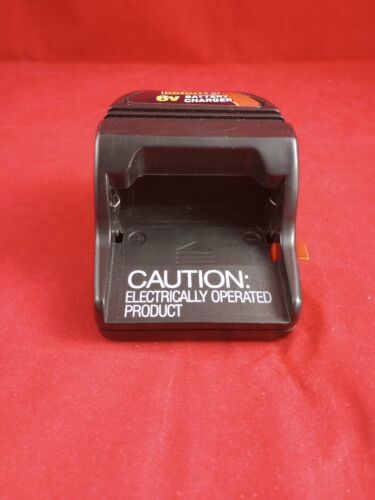 6V BATTERY
CHARGER
CAUTION:
ELECTRICALLY OPERATED
PRODUCT